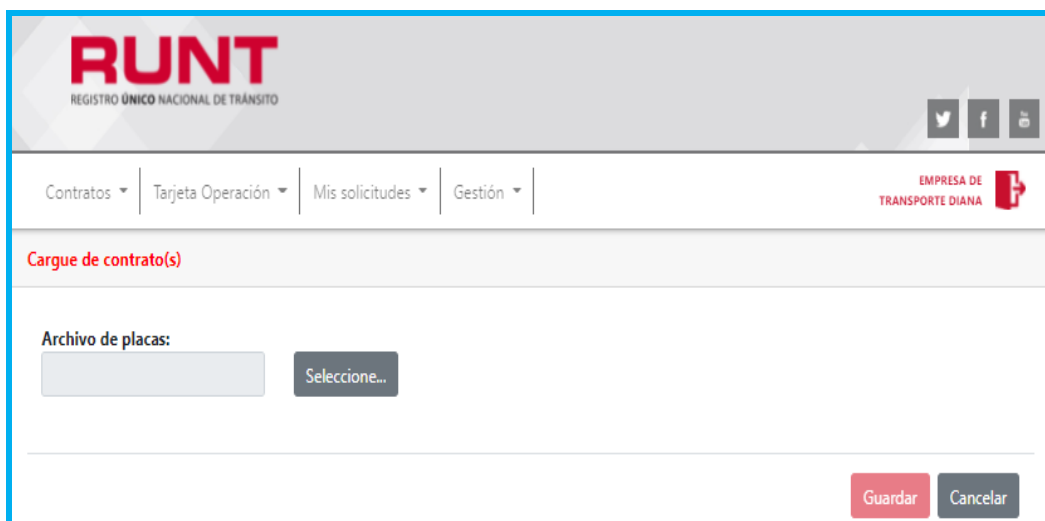 RUNT
REGISTRO ÚNICO NACIONAL DE TRÁNSITO
Contratos
Tarjeta Operación
Mis solicitudes
Gestión
EMPRESA DE
TRANSPORTE DIANA
Cargue de contrato(s)
Archivo de placas:
Seleccione...
Guardar
Cancelar